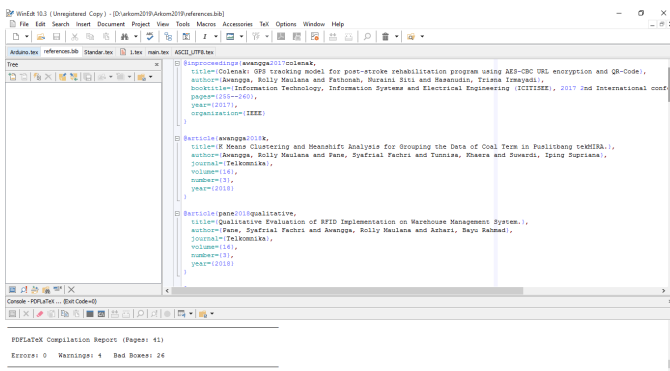 WinEdt 10.3 (Unregistered Copy) - [D:\arkom2019\Arkom2019\references.bib]
File Edit Search Insert Document Project View Tools Macros Accessories TeX Options Window Help
Arduino.tex references.bib Standar.tex 1.tex main.tex ASCII_UTF8.tex
Tree
@inproceedings{awangga2017colenak,
title={Colenak: GPS tracking model for post-stroke rehabilitation program using AES-CBC URL encryption and QR-Code},
author={Awangga, Rolly Maulana and Fathonah, Nuraini Siti and Hasanudin, Trisna Irmayadi},
booktitle={Information Technology, Information Systems and Electrical Engineering (ICITISEE), 2017 2nd International conf
pages={255--260},
year={2017},
organization={IEEE}
}
@article{awangga2018k,
title={K Means Clustering and Meanshift Analysis for Grouping the Data of Coal Term in Puslitbang tekMIRA.},
author={Awangga, Rolly Maulana and Pane, Syafrial Fachri and Tunnisa, Khaera and Suwardi, Iping Supriana},
journal={Telkomnika},
volume={16},
number={3},
year={2018}
}
@article{pane2018qualitative,
title={Qualitative Evaluation of RFID Implementation on Warehouse Management System.},
author={Pane, Syafrial Fachri and Awangga, Rolly Maulana and Azhari, Bayu Rahmad},
journal={Telkomnika},
volume={16},
number={3},
year={2018}
}
Console - PDFLaTeX ... (Exit Code=0)
PDFLaTeX Compilation Report (Pages: 41)
Errors: 0 Warnings: 4 Bad Boxes: 26